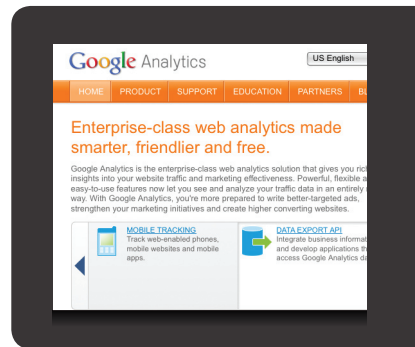 Google Analytics
US English
HOME PRODUCT SUPPORT EDUCATION PARTNERS
Enterprise-class web analytics made
smarter, friendlier and free.
Google Analytics is the enterprise-class web analytics solution that gives you
insights into your website traffic and marketing effectiveness. Powerful, flexible
easy-to-use features now let you see and analyze your traffic data in an entirely
way. With Google Analytics, you're more prepared to write better-targeted ads,
strengthen your marketing initiatives and create higher converting websites.
MOBILE TRACKING
Track web-enabled phones,
mobile websites and mobile
apps.
DATA EXPORT API
Integrate business
and develop applications
access Google Analytics